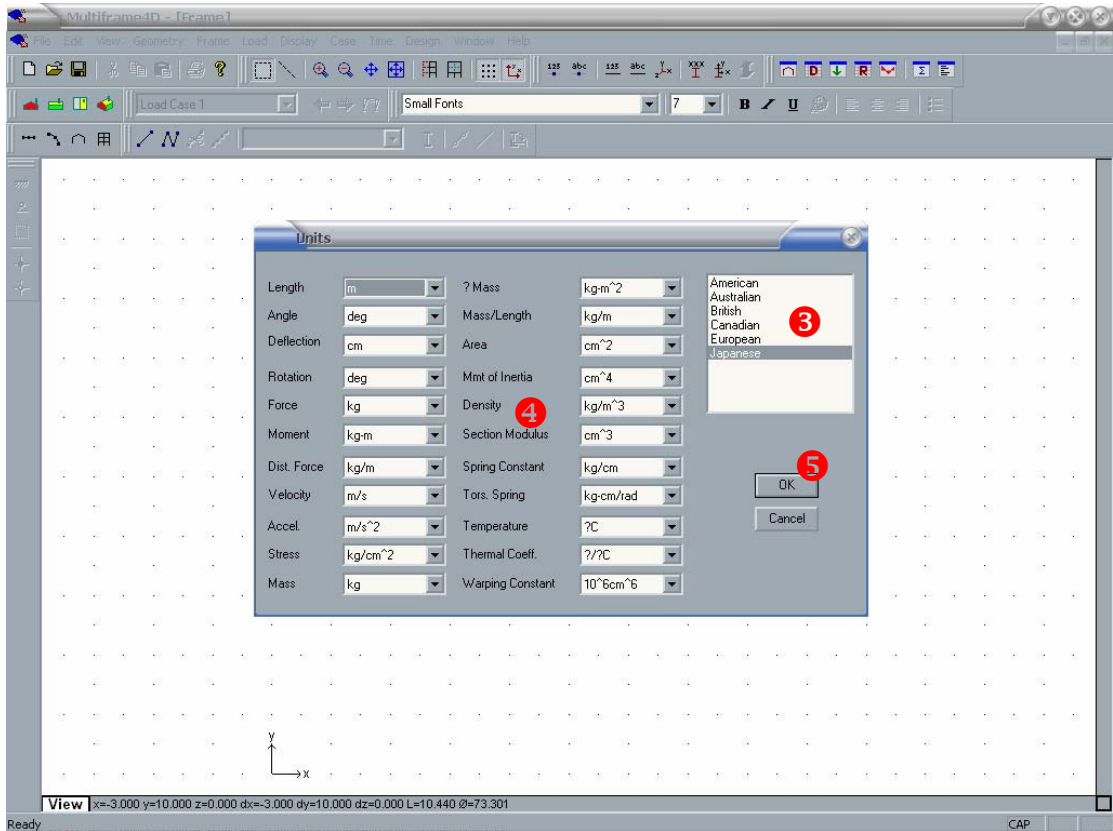 Multiframe4D - [Frame]
File Edit View Geometry Frame Load Display Case Time Design Window Help
Load Case 1 Small Fonts 7 B I U
Units
Length m ? Mass kg-m^2 American
Australian
Angle deg Mass/Length kg/m British
Canadian 3
Deflection cm Area cm^2 European
Japanese
Rotation deg Mmt of Inertia cm^4
Force kg Density 4 kg/m^3
Moment kg-m Section Modulus cm^3
Dist. Force kg/m Spring Constant kg/cm 5
Velocity m/s Tors. Spring kg-cm/rad OK
Accel. m/s^2 Temperature ?C Cancel
Stress kg/cm^2 Thermal Coeff. ?/?C
Mass kg Warping Constant 10^6cm^6
y
x
View x=-3.000 y=10.000 z=0.000 dx=-3.000 dy=10.000 dz=0.000 L=10.440 Ø=73.301
Ready CAP